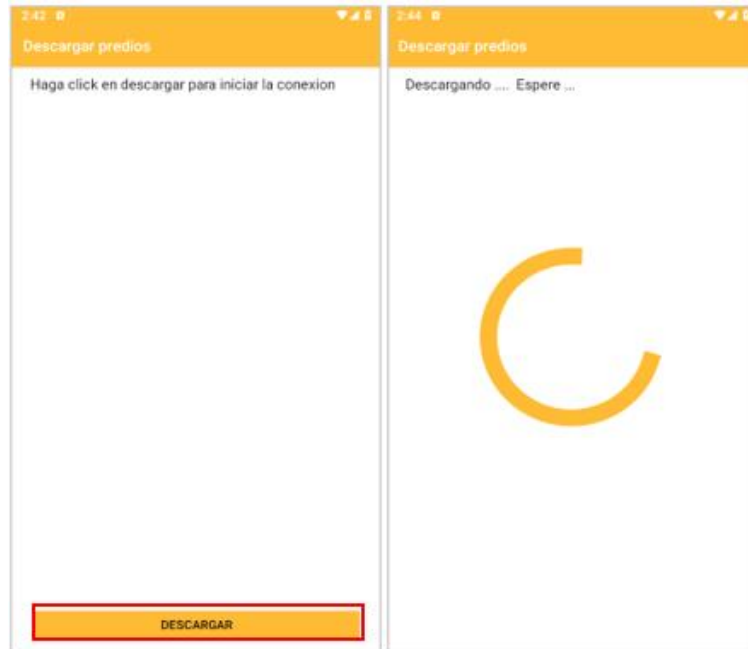 2:42
Descargar predios
Haga click en descargar para iniciar la conexion
DESCARGAR
2:44
Descargar predios
Descargando .... Espere ...